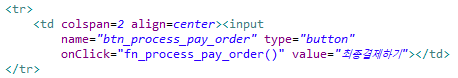 <tr>
<td colspan=2 align=center><input
name="btn_process_pay_order" type="button"
onClick="fn_process_pay_order()" value="최종결제하기"></td>
</tr>